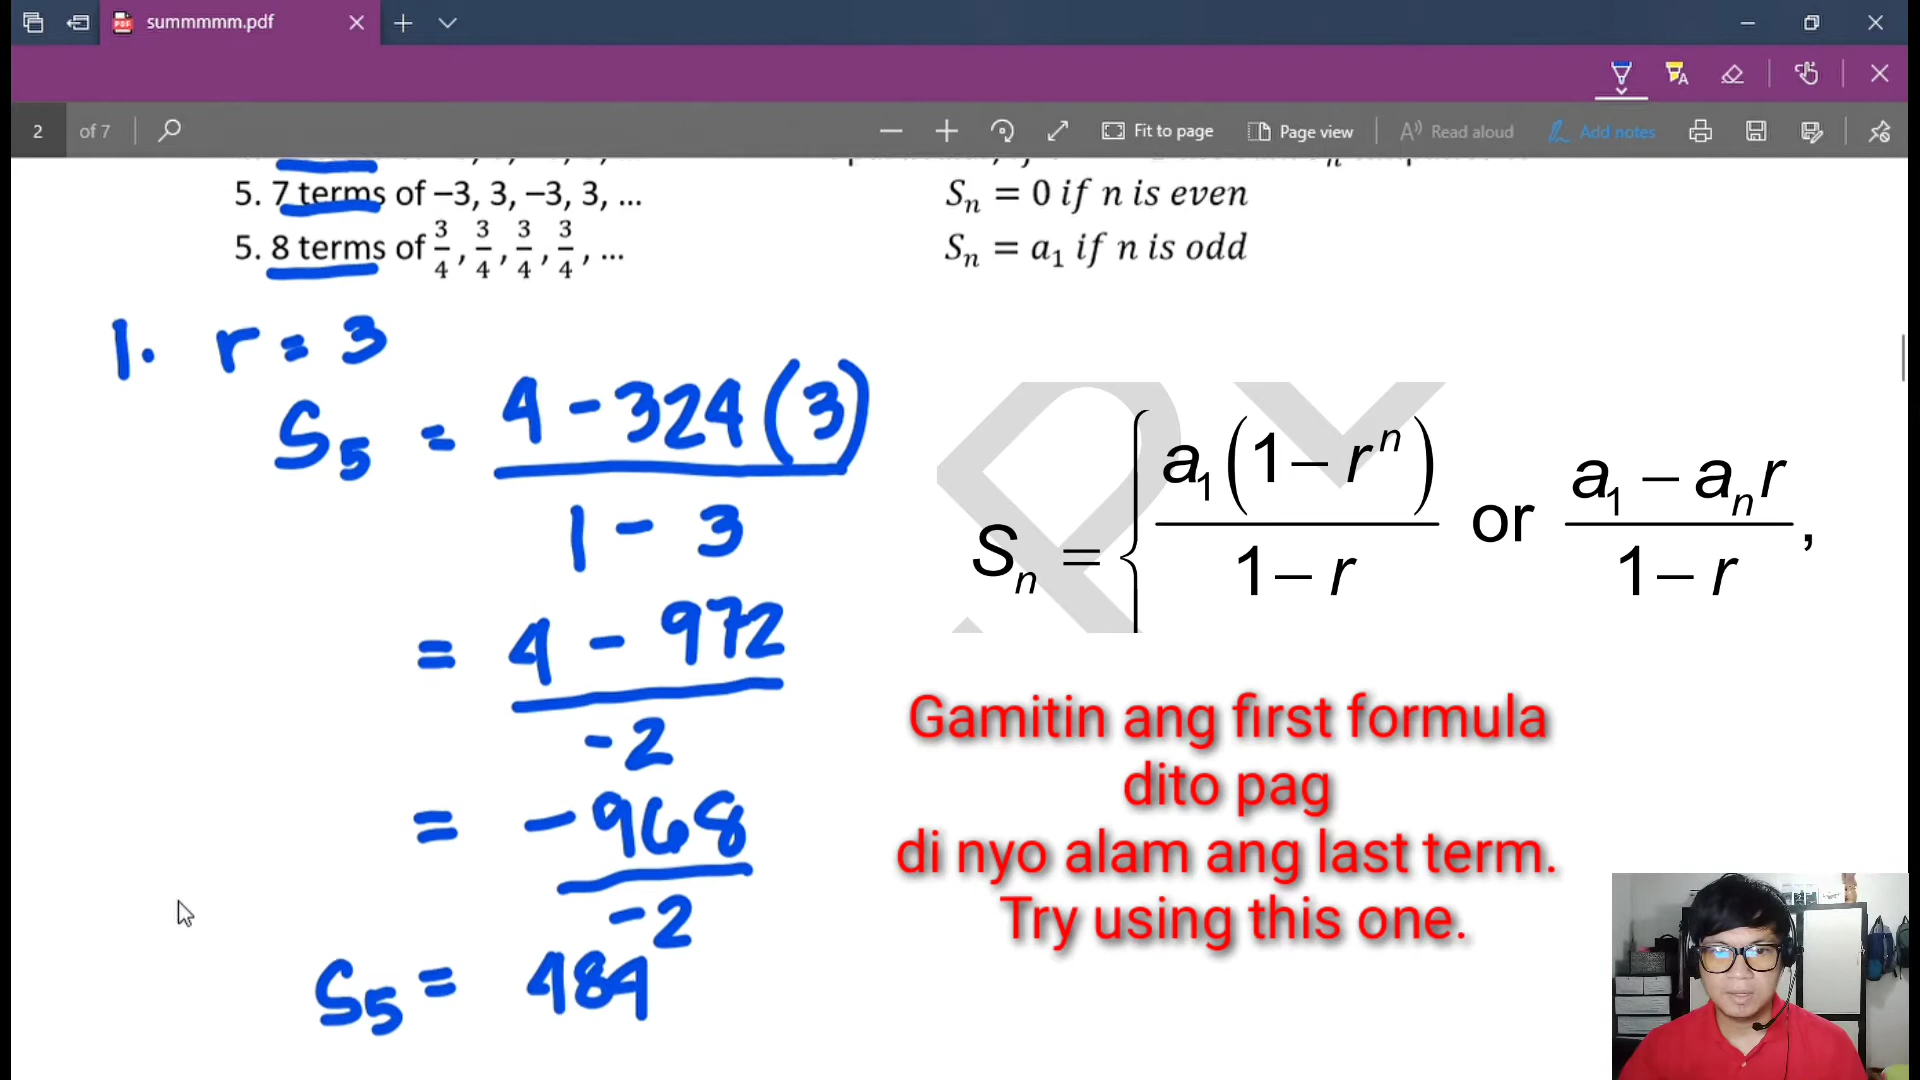 summmmm.pdf
2 of 7
Fit to page
Page view
Read aloud
Add notes
5. 7 terms of –3, 3, –3, 3, ...
Sₙ = 0 if n is even
5. 8 terms of 3/4, 3/4, 3/4, 3/4, ...
Sₙ = a₁ if n is odd
1. r = 3
S₅ = 4 - 324(3) / 1 - 3
= 4 - 972 / -2
= -968 / -2
S₅ = 484
Sₙ = { a₁(1 – rⁿ) / 1 – r or a₁ – aₙr / 1 – r,
Gamitin ang first formula
dito pag
di nyo alam ang last term.
Try using this one.